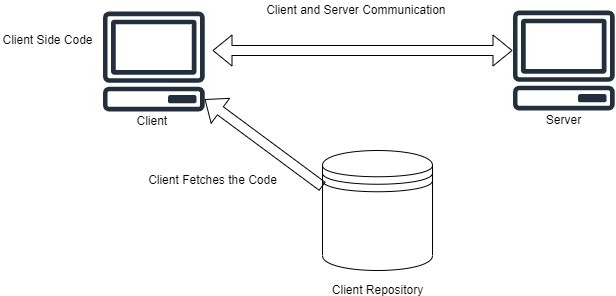 Client and Server Communication
Client Side Code
Client
Server
Client Fetches the Code
Client Repository